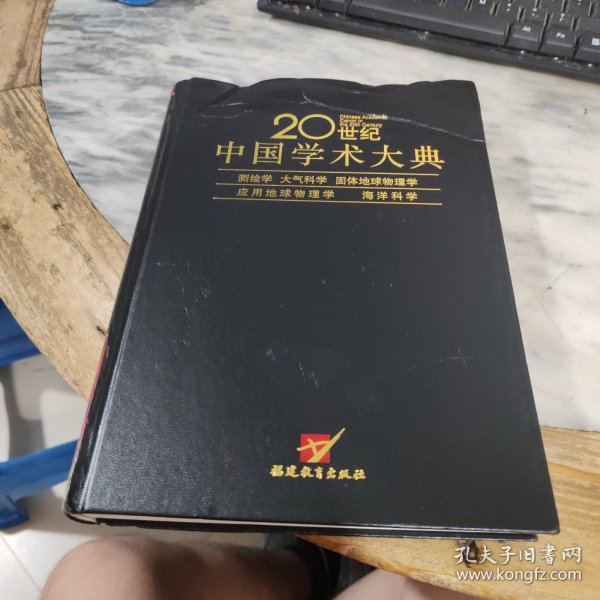 20世纪
Chinese Academic
Canon in
the 20th Century
中国学术大典
测绘学 大气科学 固体地球物理学
应用地球物理学 海洋科学
福建教育出版社
孔夫子旧书网
www.kongfz.com